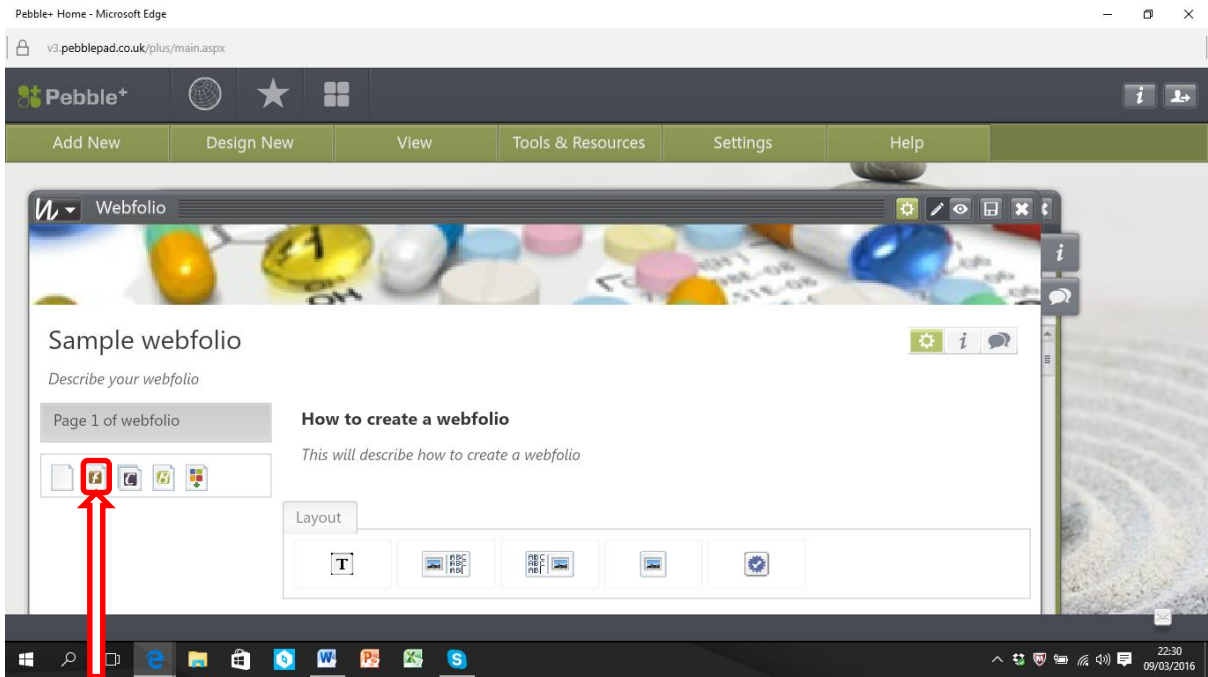 Pebble+ Home - Microsoft Edge
v3.pebblepad.co.uk/plus/main.aspx
Pebble+
Add New Design New View Tools & Resources Settings Help
Webfolio
Sample webfolio
Describe your webfolio
Page 1 of webfolio
How to create a webfolio
This will describe how to create a webfolio
Layout
22:30
09/03/2016